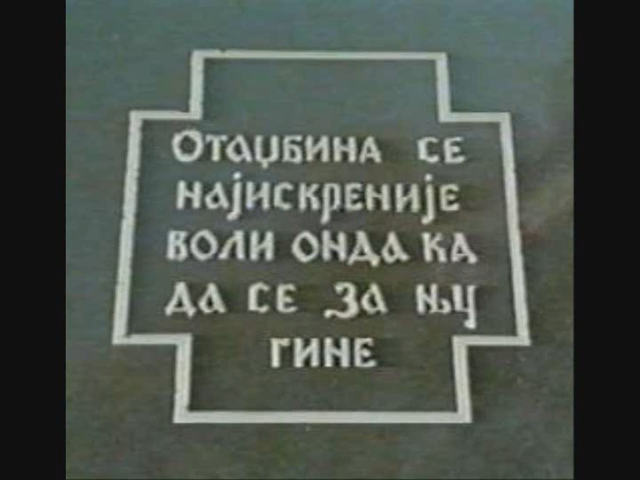 Отаџбина се
најискреније
воли онда ка
да се за њу
гине